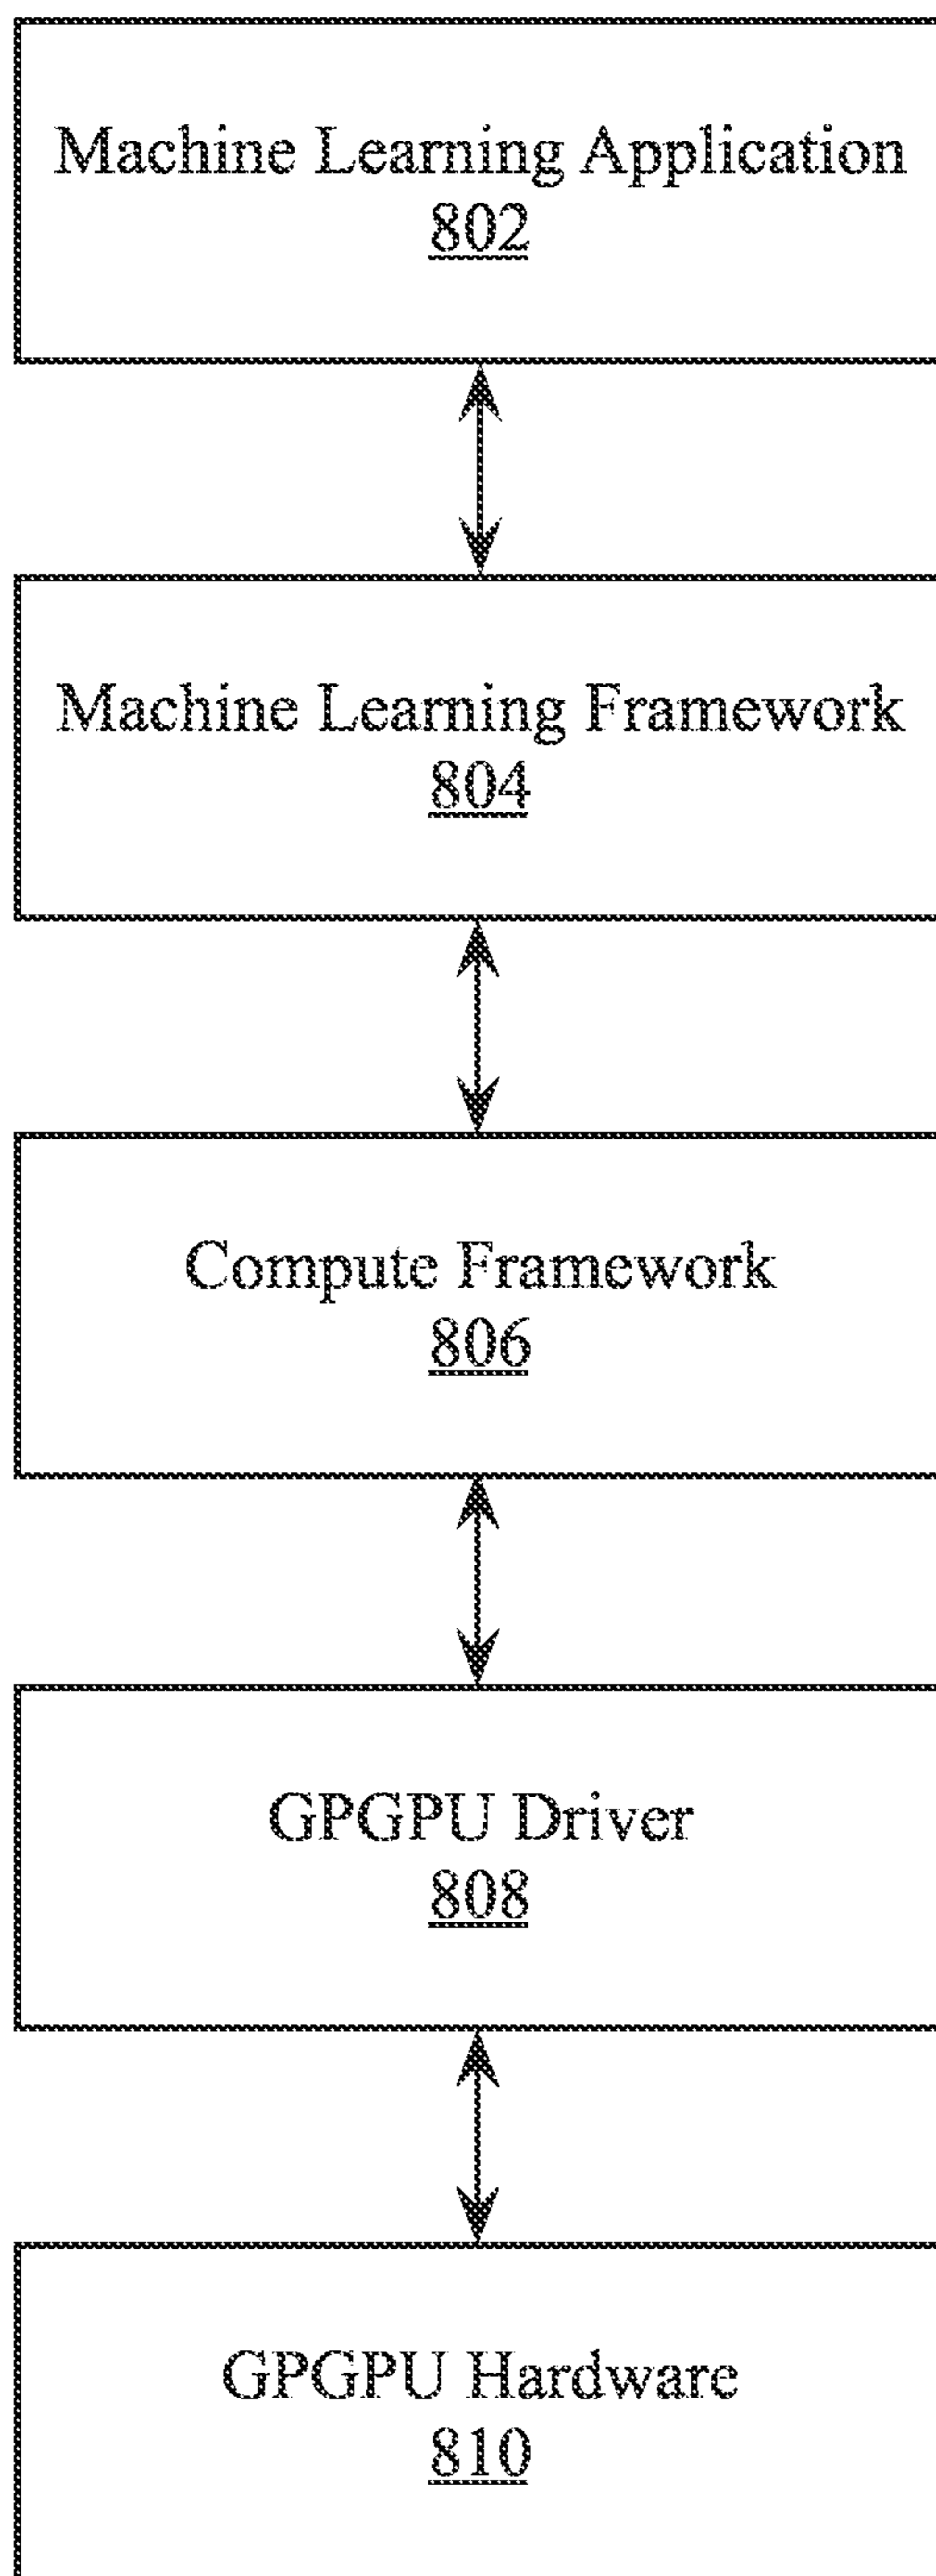 Machine Learning Application
802
Machine Learning Framework
804
Compute Framework
806
GPGPU Driver
808
GPGPU Hardware
810